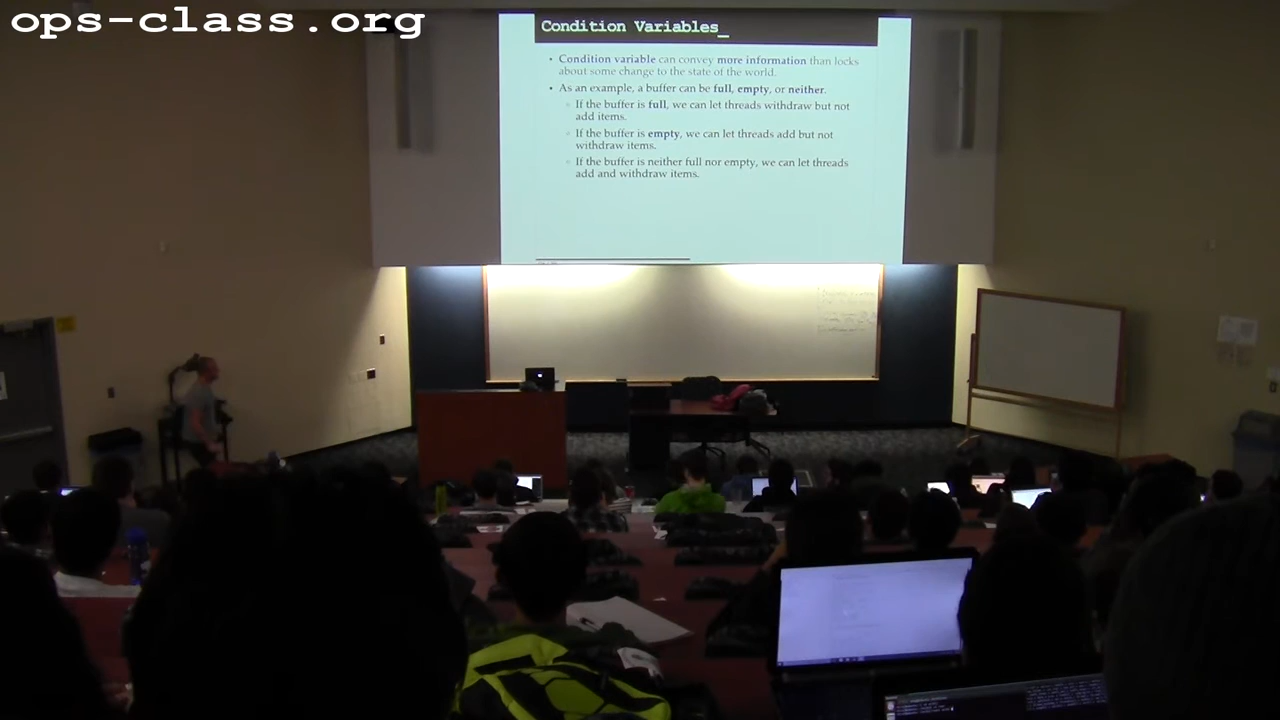 ops-class.org
Condition Variables_
• Condition variable can convey more information than locks
about some change to the state of the world.
• As an example, a buffer can be full, empty, or neither.
◦ If the buffer is full, we can let threads withdraw but not
add items.
◦ If the buffer is empty, we can let threads add but not
withdraw items.
◦ If the buffer is neither full nor empty, we can let threads
add and withdraw items.